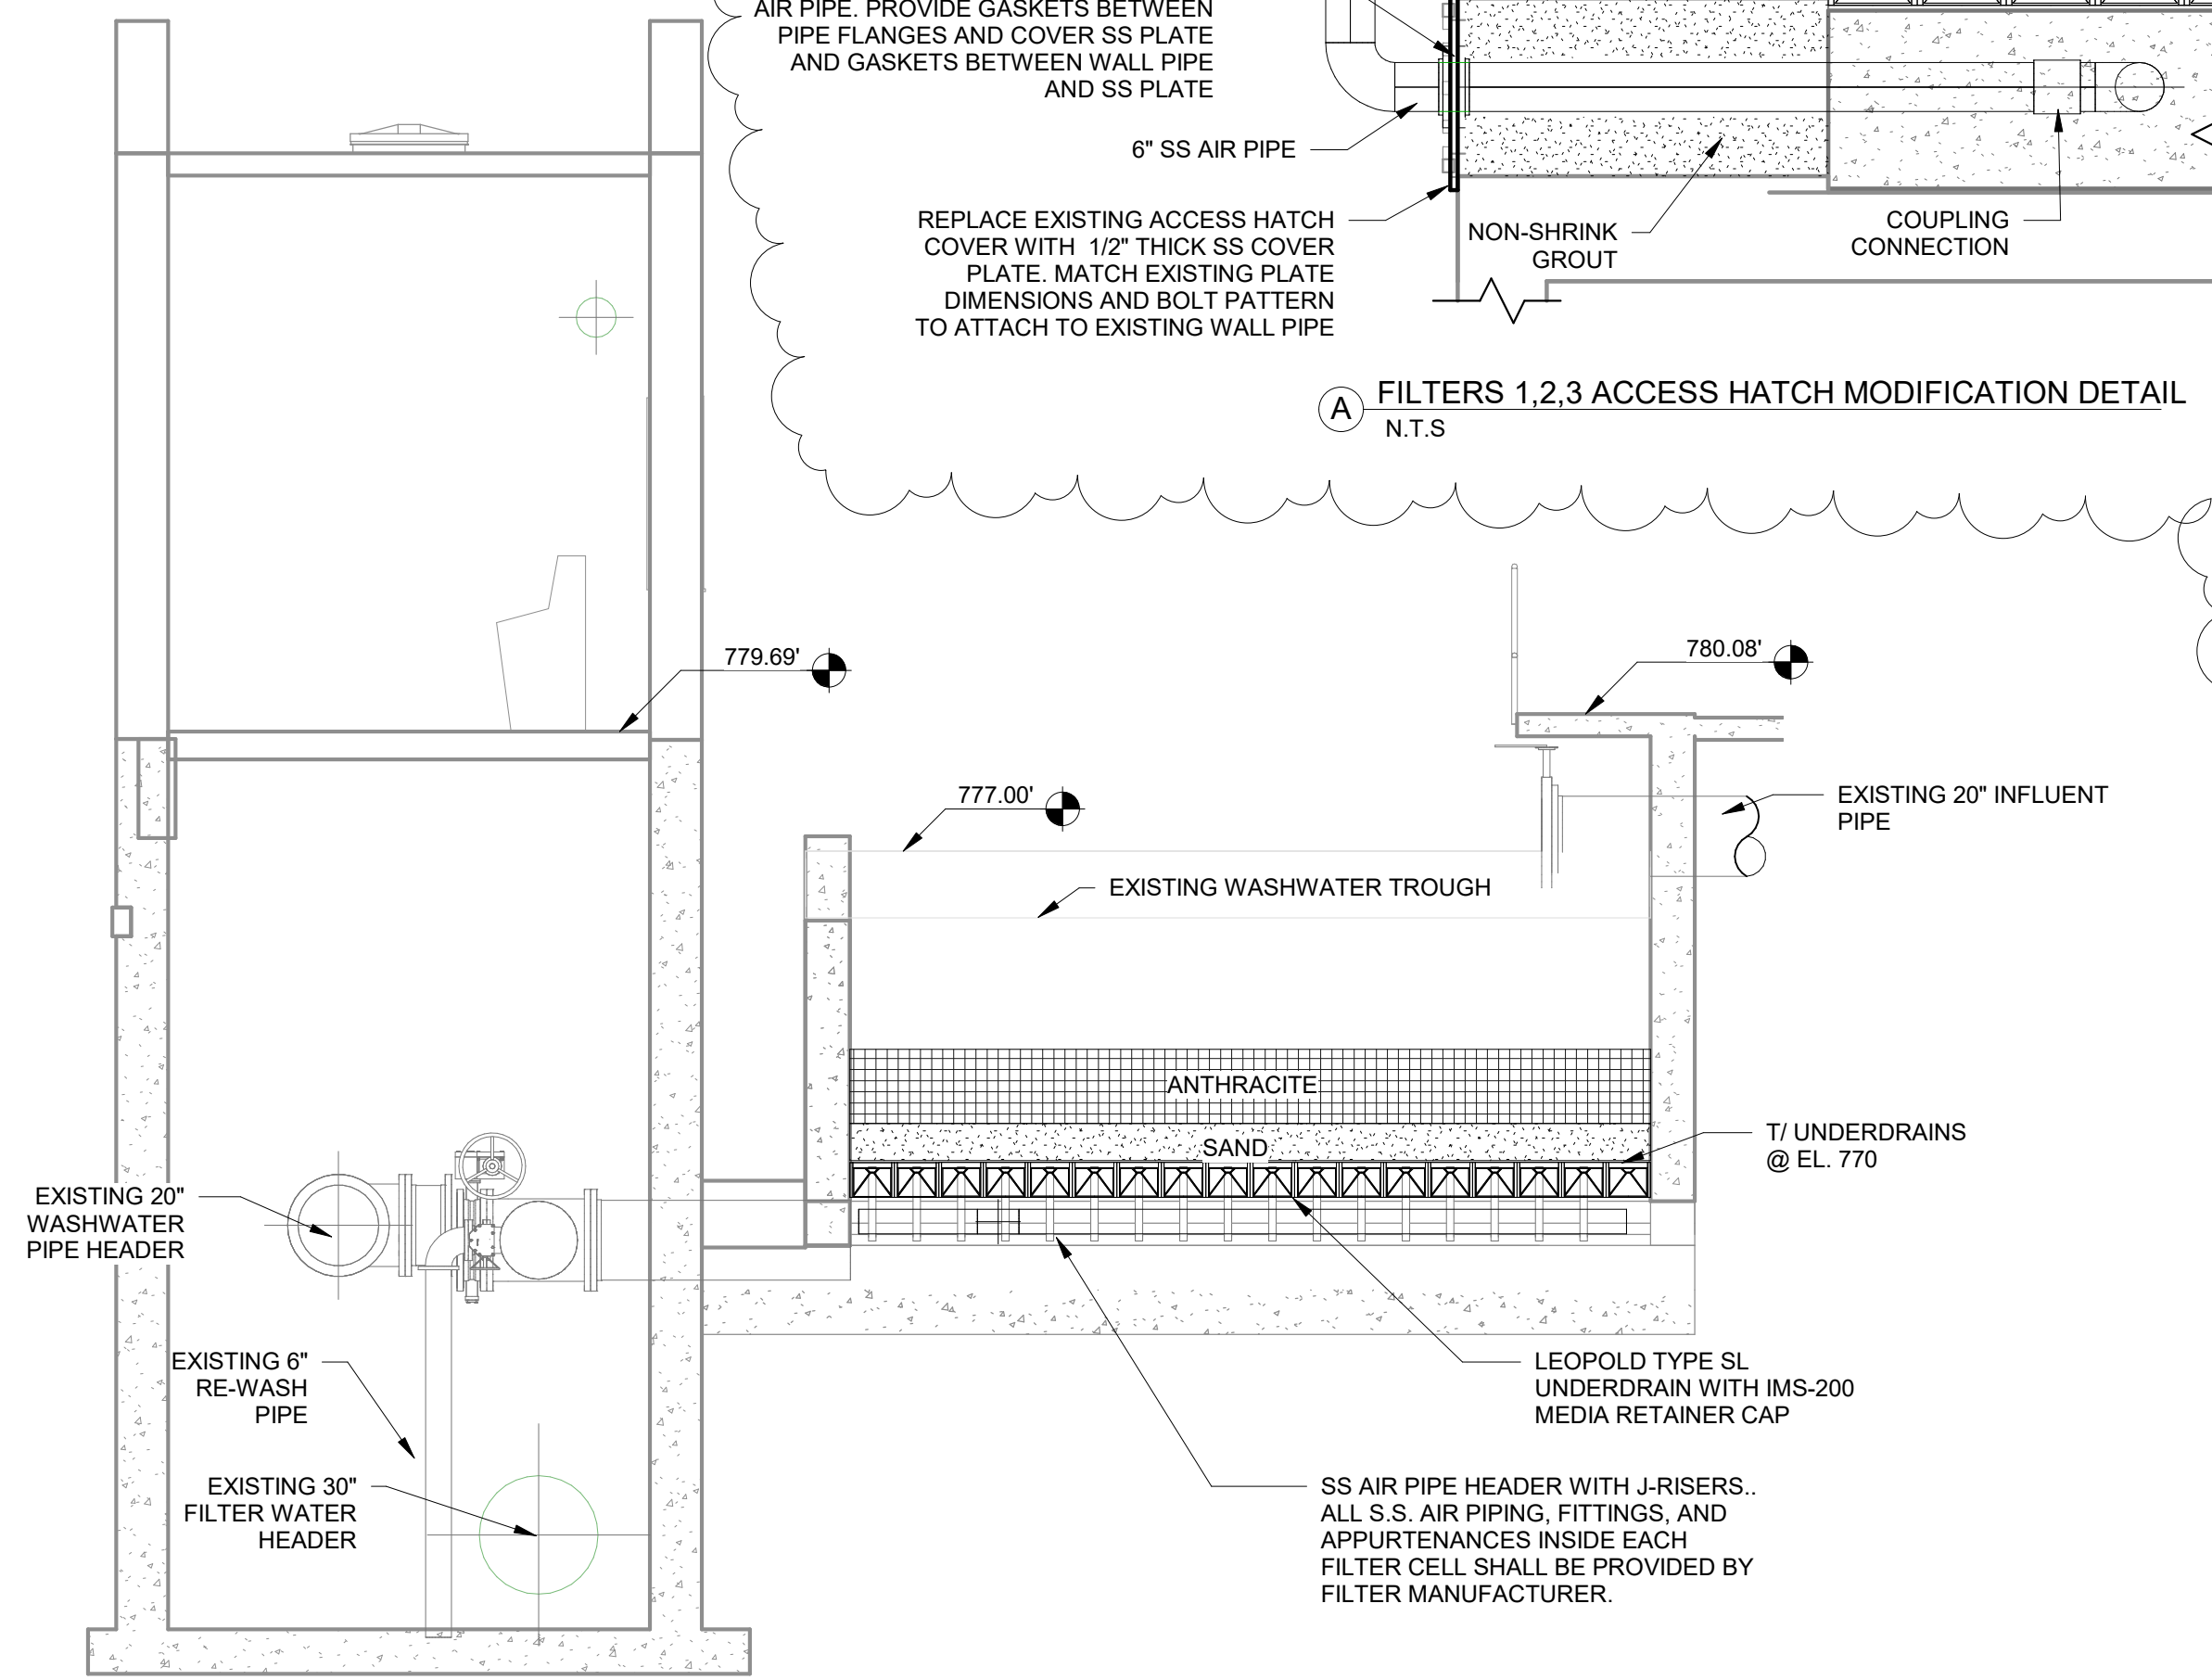 AIR PIPE. PROVIDE GASKETS BETWEEN
PIPE FLANGES AND COVER SS PLATE
AND GASKETS BETWEEN WALL PIPE
AND SS PLATE
6" SS AIR PIPE
REPLACE EXISTING ACCESS HATCH
COVER WITH 1/2" THICK SS COVER
PLATE. MATCH EXISTING PLATE
DIMENSIONS AND BOLT PATTERN
TO ATTACH TO EXISTING WALL PIPE
NON-SHRINK
GROUT
COUPLING
CONNECTION
A
FILTERS 1,2,3 ACCESS HATCH MODIFICATION DETAIL
N.T.S
779.69'
780.08'
777.00'
EXISTING 20" INFLUENT
PIPE
EXISTING WASHWATER TROUGH
ANTHRACITE
SAND
T/ UNDERDRAINS
@ EL. 770
EXISTING 20"
WASHWATER
PIPE HEADER
EXISTING 6"
RE-WASH
PIPE
LEOPOLD TYPE SL
UNDERDRAIN WITH IMS-200
MEDIA RETAINER CAP
EXISTING 30"
FILTER WATER
HEADER
SS AIR PIPE HEADER WITH J-RISERS..
ALL S.S. AIR PIPING, FITTINGS, AND
APPURTENANCES INSIDE EACH
FILTER CELL SHALL BE PROVIDED BY
FILTER MANUFACTURER.